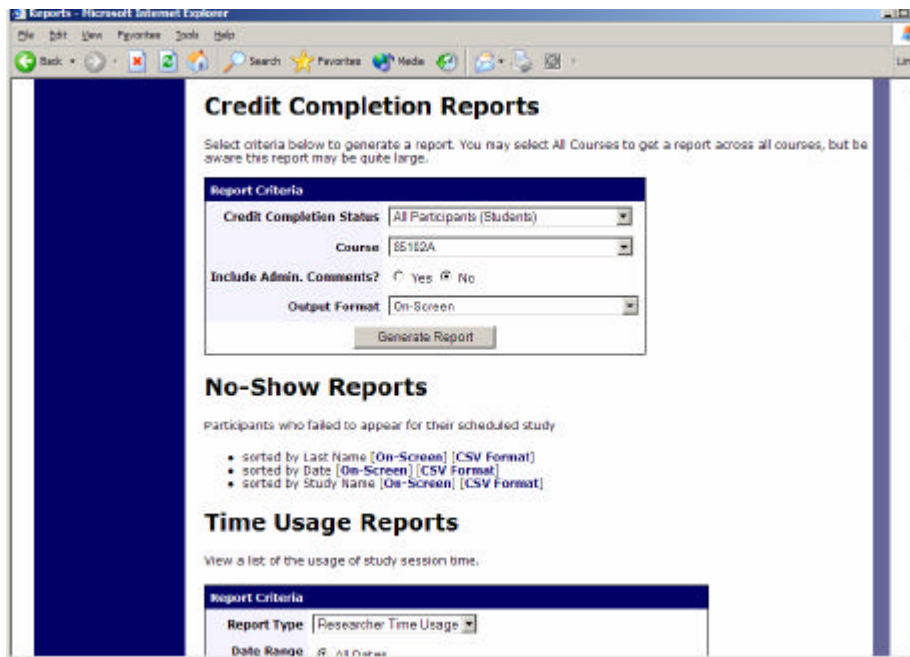 Reports - Microsoft Internet Explorer
File Edit View Favorites Tools Help
Back Search Favorites Media
Credit Completion Reports
Select criteria below to generate a report. You may select All Courses to get a report across all courses, but be
aware this report may be quite large.
Report Criteria
Credit Completion Status All Participants (Students)
Course 85102A
Include Admin. Comments? Yes No
Output Format On-Screen
Generate Report
No-Show Reports
Participants who failed to appear for their scheduled study
• sorted by Last Name [On-Screen] [CSV Format]
• sorted by Date [On-Screen] [CSV Format]
• sorted by Study Name [On-Screen] [CSV Format]
Time Usage Reports
View a list of the usage of study session time.
Report Criteria
Report Type Researcher Time Usage
Date Range All Dates